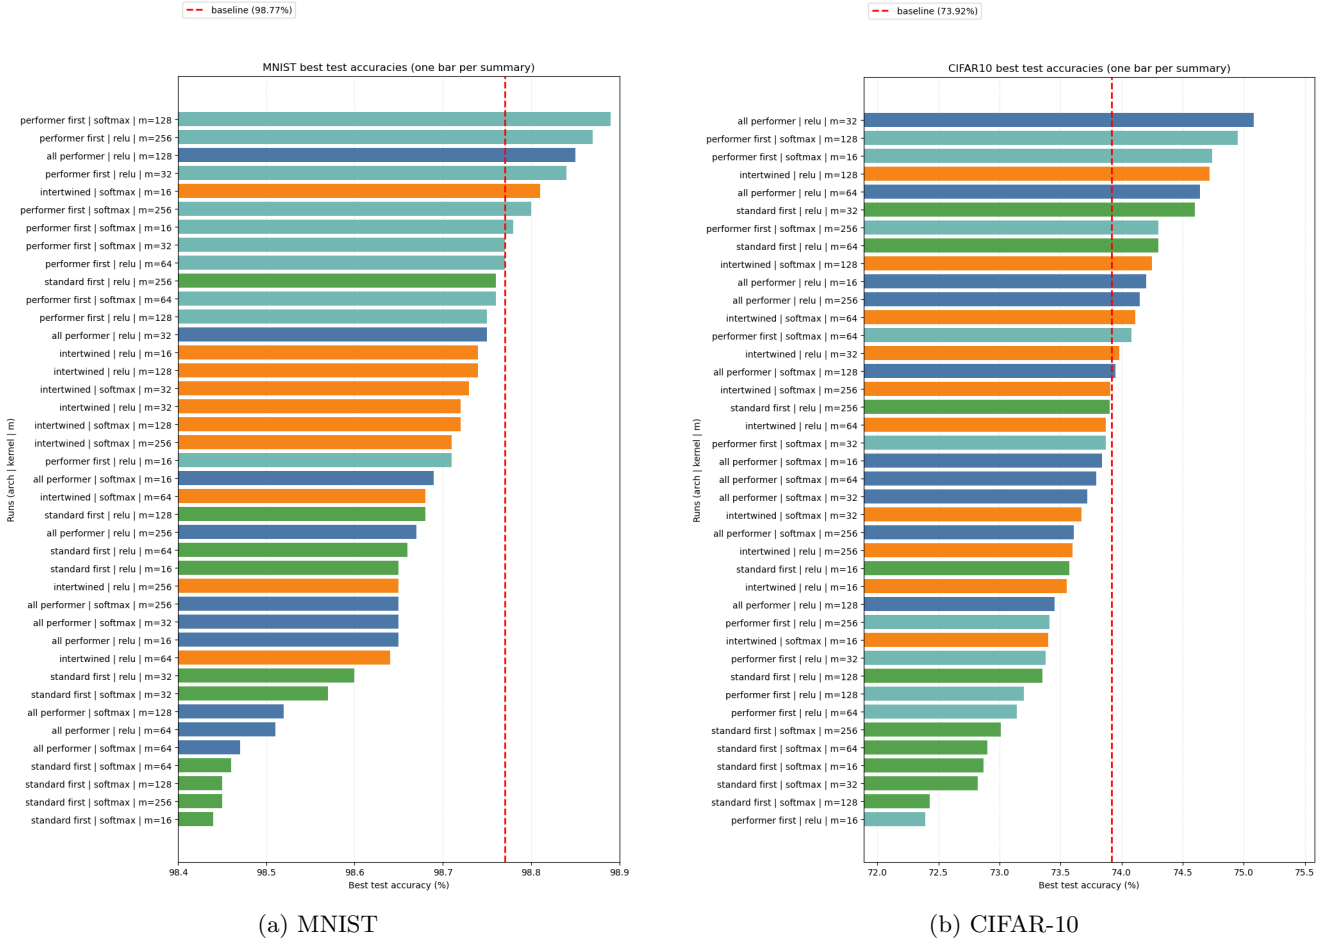 baseline (98.77%)
MNIST best test accuracies (one bar per summary)
performer first | softmax | m=128
performer first | relu | m=256
all performer | relu | m=128
performer first | relu | m=32
intertwined | softmax | m=16
performer first | softmax | m=256
performer first | softmax | m=16
performer first | softmax | m=32
performer first | relu | m=64
standard first | relu | m=256
performer first | softmax | m=64
performer first | relu | m=128
all performer | relu | m=32
intertwined | relu | m=16
intertwined | relu | m=128
intertwined | softmax | m=32
intertwined | relu | m=32
intertwined | softmax | m=128
intertwined | softmax | m=256
performer first | relu | m=16
all performer | softmax | m=16
intertwined | softmax | m=64
standard first | relu | m=128
all performer | relu | m=256
standard first | relu | m=64
standard first | relu | m=16
intertwined | relu | m=256
all performer | softmax | m=256
all performer | softmax | m=32
all performer | relu | m=16
intertwined | relu | m=64
standard first | relu | m=32
standard first | softmax | m=32
all performer | softmax | m=128
all performer | relu | m=64
all performer | softmax | m=64
standard first | softmax | m=64
standard first | softmax | m=128
standard first | softmax | m=256
standard first | softmax | m=16
Runs (arch | kernel | m)
98.4 98.5 98.6 98.7 98.8 98.9
Best test accuracy (%)
(a) MNIST
baseline (73.92%)
CIFAR10 best test accuracies (one bar per summary)
all performer | relu | m=32
performer first | softmax | m=128
performer first | softmax | m=16
intertwined | relu | m=128
all performer | relu | m=64
standard first | relu | m=32
performer first | softmax | m=256
standard first | relu | m=64
intertwined | softmax | m=128
all performer | relu | m=16
all performer | relu | m=256
intertwined | softmax | m=64
performer first | softmax | m=64
intertwined | relu | m=32
all performer | softmax | m=128
intertwined | softmax | m=256
standard first | relu | m=256
intertwined | relu | m=64
performer first | softmax | m=32
all performer | softmax | m=16
all performer | softmax | m=64
all performer | softmax | m=32
intertwined | softmax | m=32
all performer | softmax | m=256
intertwined | relu | m=256
standard first | relu | m=16
intertwined | relu | m=16
all performer | relu | m=128
performer first | relu | m=256
intertwined | softmax | m=16
performer first | relu | m=32
standard first | relu | m=128
performer first | relu | m=128
performer first | relu | m=64
standard first | softmax | m=256
standard first | softmax | m=64
standard first | softmax | m=16
standard first | softmax | m=32
standard first | softmax | m=128
performer first | relu | m=16
Runs (arch | kernel | m)
72.0 72.5 73.0 73.5 74.0 74.5 75.0 75.5
Best test accuracy (%)
(b) CIFAR-10